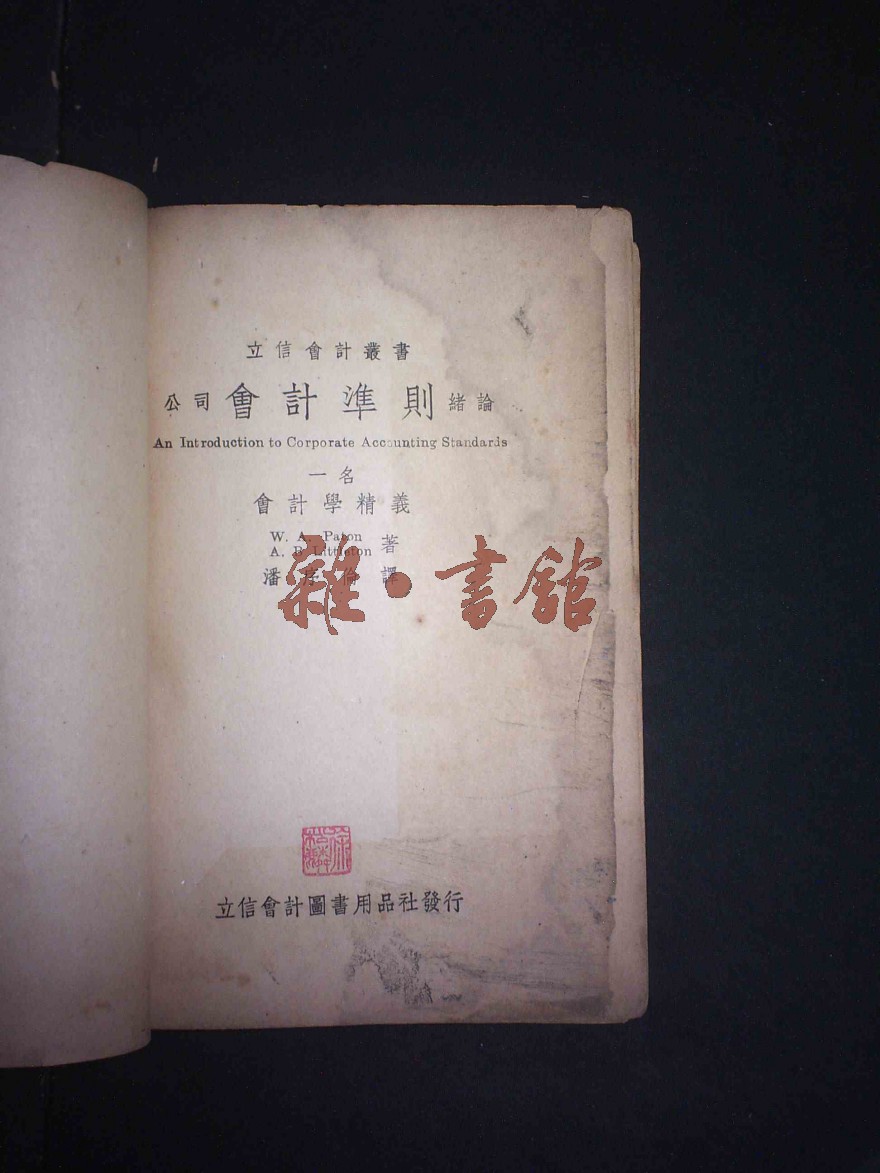 立信會計叢書
公司會計準則緒論
An Introduction to Corporate Accounting Standards
一名
會計學精義
W. A. Paton
A. C. Littleton 著
潘序倫譯
雜·書館
立信會計圖書用品社發行